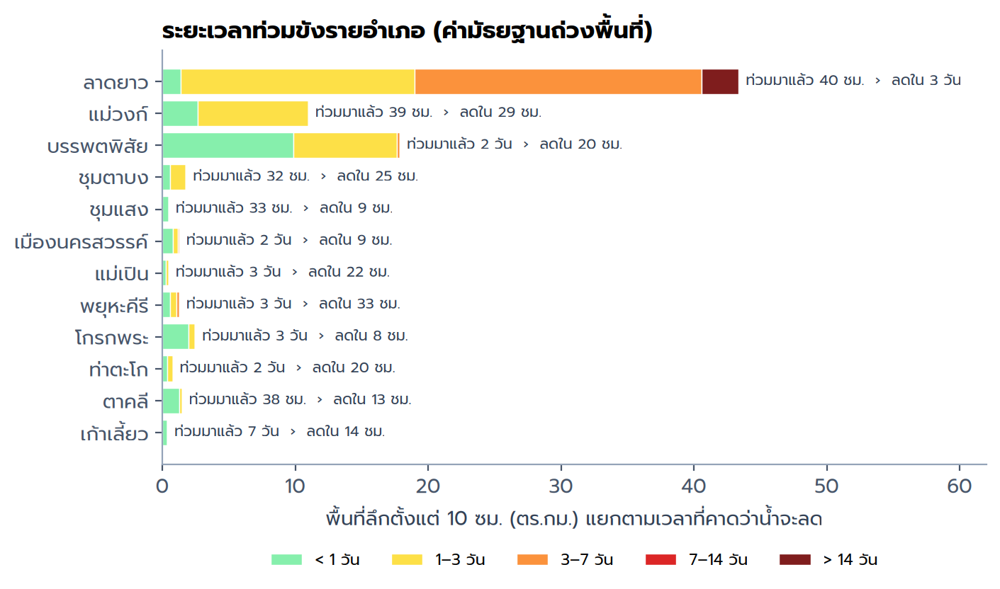 ระยะเวลาท่วมขังรายอำเภอ (ค่ามัธยฐานถ่วงพื้นที่)
ลาดยาว ท่วมมาแล้ว 40 ชม. › ลดใน 3 วัน
แม่วงก์ ท่วมมาแล้ว 39 ชม. › ลดใน 29 ชม.
บรรพตพิสัย ท่วมมาแล้ว 2 วัน › ลดใน 20 ชม.
ชุมตาบง ท่วมมาแล้ว 32 ชม. › ลดใน 25 ชม.
ชุมแสง ท่วมมาแล้ว 33 ชม. › ลดใน 9 ชม.
เมืองนครสวรรค์ ท่วมมาแล้ว 2 วัน › ลดใน 9 ชม.
แม่เปิน ท่วมมาแล้ว 3 วัน › ลดใน 22 ชม.
พยุหะคีรี ท่วมมาแล้ว 3 วัน › ลดใน 33 ชม.
โกรกพระ ท่วมมาแล้ว 3 วัน › ลดใน 8 ชม.
ท่าตะโก ท่วมมาแล้ว 2 วัน › ลดใน 20 ชม.
ตาคลี ท่วมมาแล้ว 38 ชม. › ลดใน 13 ชม.
เก้าเลี้ยว ท่วมมาแล้ว 7 วัน › ลดใน 14 ชม.
0 10 20 30 40 50 60
พื้นที่ลึกตั้งแต่ 10 ซม. (ตร.กม.) แยกตามเวลาที่คาดว่าน้ำจะลด
< 1 วัน 1–3 วัน 3–7 วัน 7–14 วัน > 14 วัน